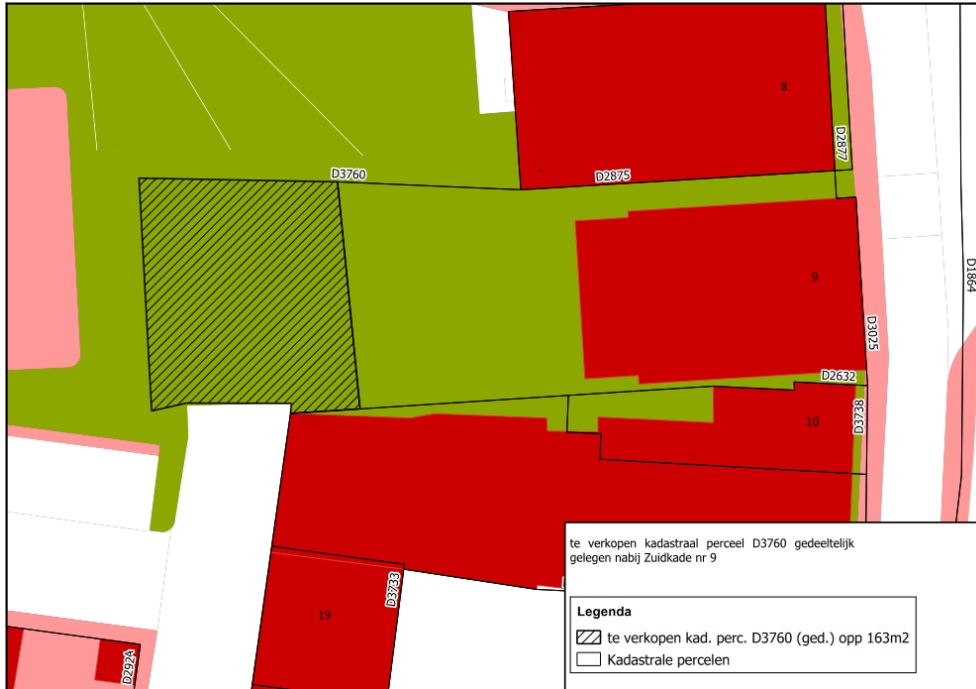 8
D2877
D3760
D2875
D1864
9
D3025
D2632
10
D3738
te verkopen kadastraal perceel D3760 gedeeltelijk
gelegen nabij Zuidkade nr 9
Legenda
te verkopen kad. perc. D3760 (ged.) opp 163m2
Kadastrale percelen
19
D3733
D2924